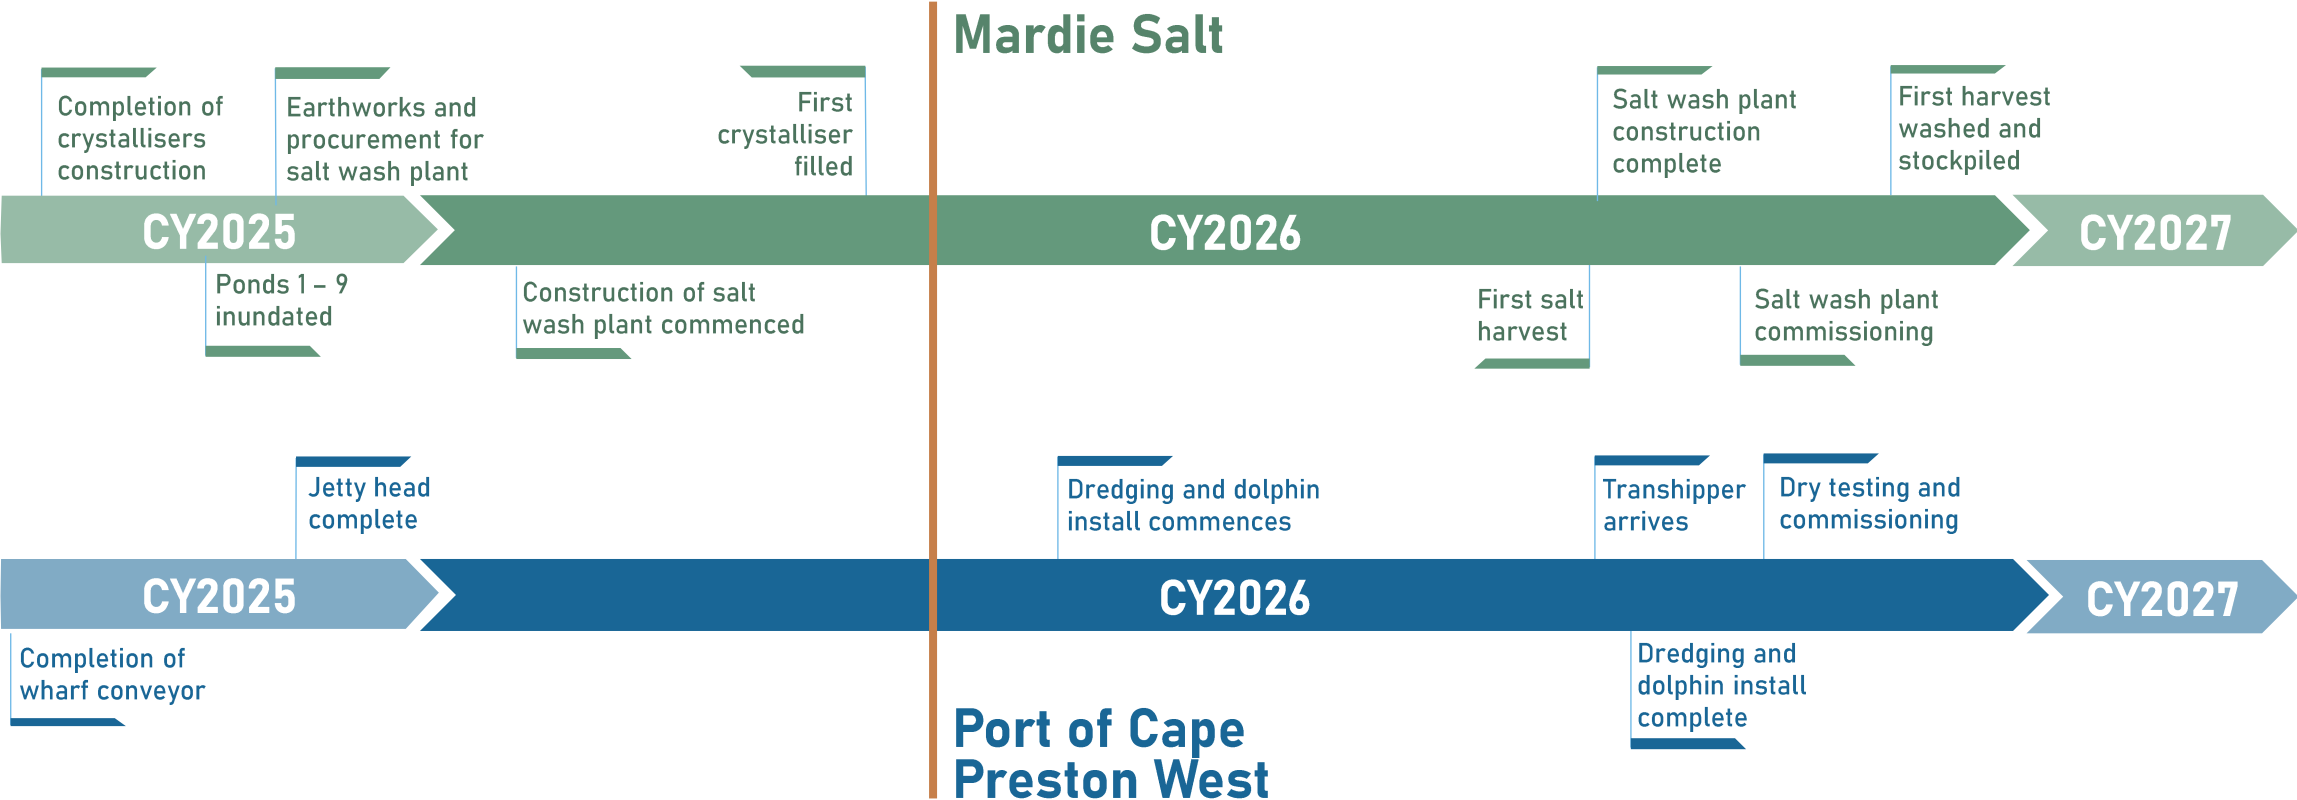 Mardie Salt
Completion of
crystallisers
construction
Earthworks and
procurement for
salt wash plant
First
crystalliser
filled
Salt wash plant
construction
complete
First harvest
washed and
stockpiled
CY2025
CY2026
CY2027
Ponds 1 – 9
inundated
Construction of salt
wash plant commenced
First salt
harvest
Salt wash plant
commissioning
Jetty head
complete
Dredging and dolphin
install commences
Transhipper
arrives
Dry testing and
commissioning
CY2025
CY2026
CY2027
Completion of
wharf conveyor
Dredging and
dolphin install
complete
Port of Cape
Preston West